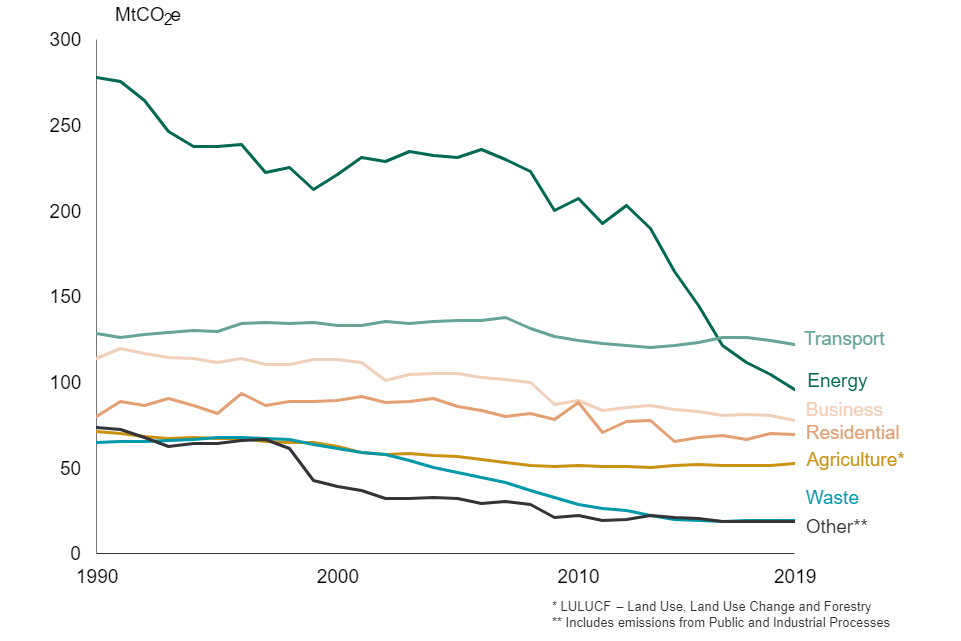 MtCO2e
300
250
200
150
100
50
0
1990 2000 2010 2019
Transport
Energy
Business
Residential
Agriculture*
Waste
Other**
* LULUCF – Land Use, Land Use Change and Forestry
** Includes emissions from Public and Industrial Processes